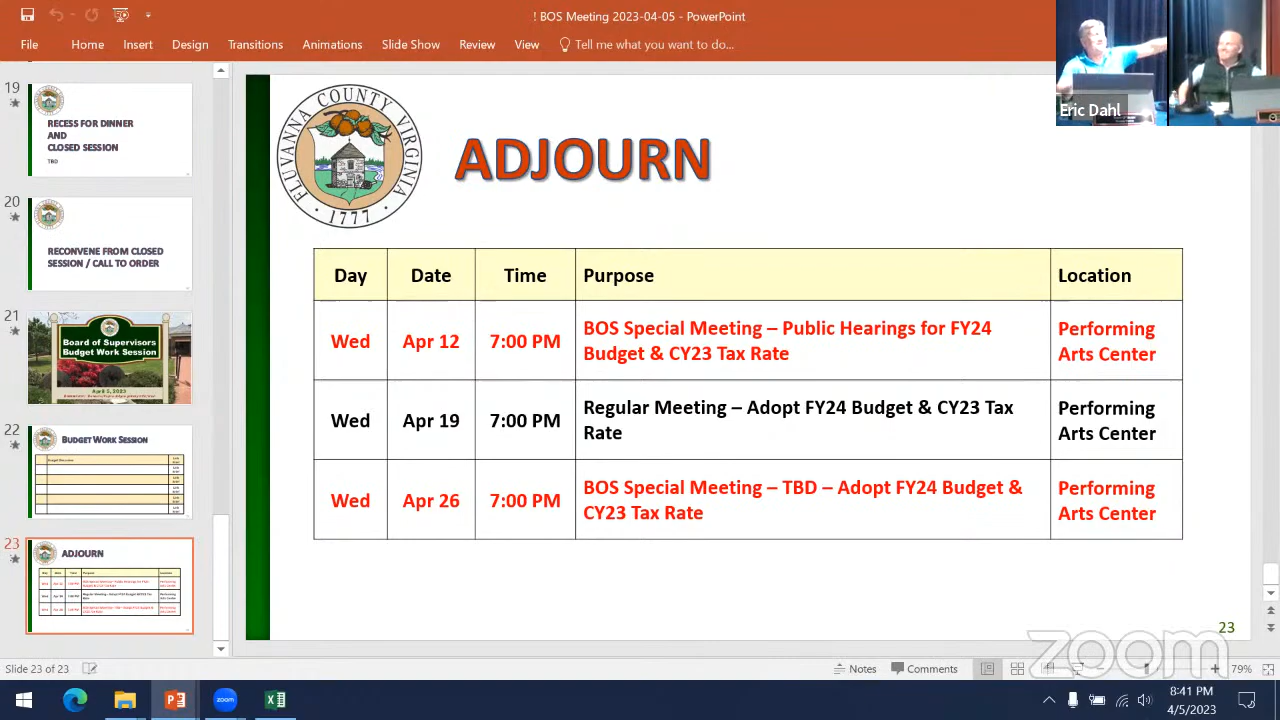 ! BOS Meeting 2023-04-05 - PowerPoint
File Home Insert Design Transitions Animations Slide Show Review View Tell me what you want to do...
Eric Dahl
19
RECESS FOR DINNER
AND
CLOSED SESSION
TBD
20
RECONVENE FROM CLOSED
SESSION / CALL TO ORDER
21
Board of Supervisors
Budget Work Session
April 5, 2023
22
BUDGET WORK SESSION
23
ADJOURN
FLUVANNA COUNTY VIRGINIA
· 1777 ·
ADJOURN
Day Date Time Purpose Location
Wed Apr 12 7:00 PM BOS Special Meeting – Public Hearings for FY24 Performing
Budget & CY23 Tax Rate Arts Center
Wed Apr 19 7:00 PM Regular Meeting – Adopt FY24 Budget & CY23 Tax Performing
Rate Arts Center
Wed Apr 26 7:00 PM BOS Special Meeting – TBD – Adopt FY24 Budget & Performing
CY23 Tax Rate Arts Center
23
zoom
Slide 23 of 23 Notes Comments 79%
zoom
8:41 PM
4/5/2023